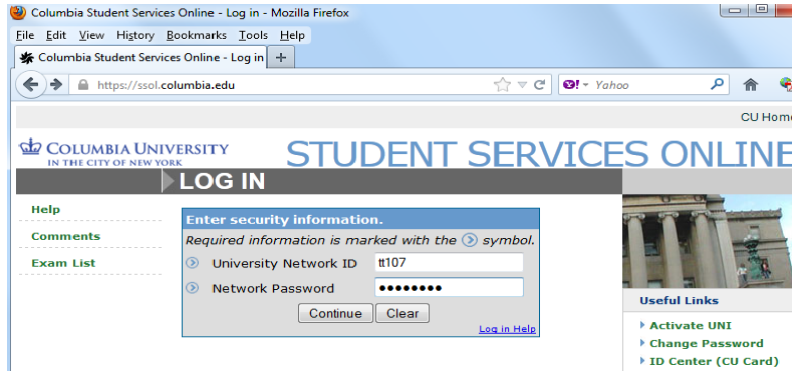 Columbia Student Services Online - Log in - Mozilla Firefox
File Edit View History Bookmarks Tools Help
Columbia Student Services Online - Log in +
https://ssol.columbia.edu Yahoo
CU Home
COLUMBIA UNIVERSITY
IN THE CITY OF NEW YORK
STUDENT SERVICES ONLINE
LOG IN
Help
Comments
Exam List
Enter security information.
Required information is marked with the symbol.
University Network ID tt107
Network Password ••••••••
Continue Clear
Log in Help
Useful Links
Activate UNI
Change Password
ID Center (CU Card)